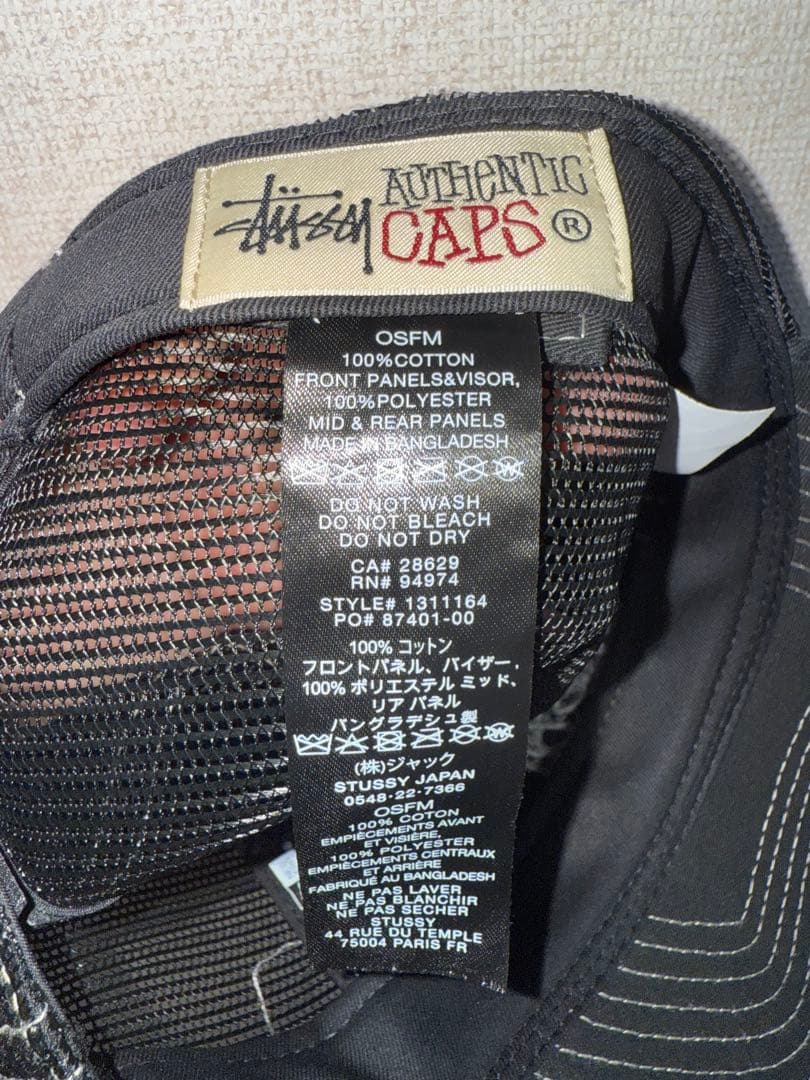 STÜSSY AUTHENTIC
CAPS ®
OSFM
100%COTTON
FRONT PANELS&VISOR,
100%POLYESTER
MID & REAR PANELS
MADE IN BANGLADESH
DO NOT WASH
DO NOT BLEACH
DO NOT DRY
CA# 28629
RN# 94974
STYLE# 1311164
PO# 87401-00
100% コットン
フロントパネル、バイザー、
100% ポリエステル ミッド、
リア パネル
バングラデシュ製
(株)ジャック
STUSSY JAPAN
0548-22-7366
OSFM
100% COTON
EMPIÈCEMENTS AVANT
ET VISIÈRE,
100% POLYESTER
EMPIÈCEMENTS CENTRAUX
ET ARRIÈRE
FABRIQUÉ AU BANGLADESH
NE PAS LAVER
NE PAS BLANCHIR
NE PAS SECHER
STUSSY
44 RUE DU TEMPLE
75004 PARIS FR